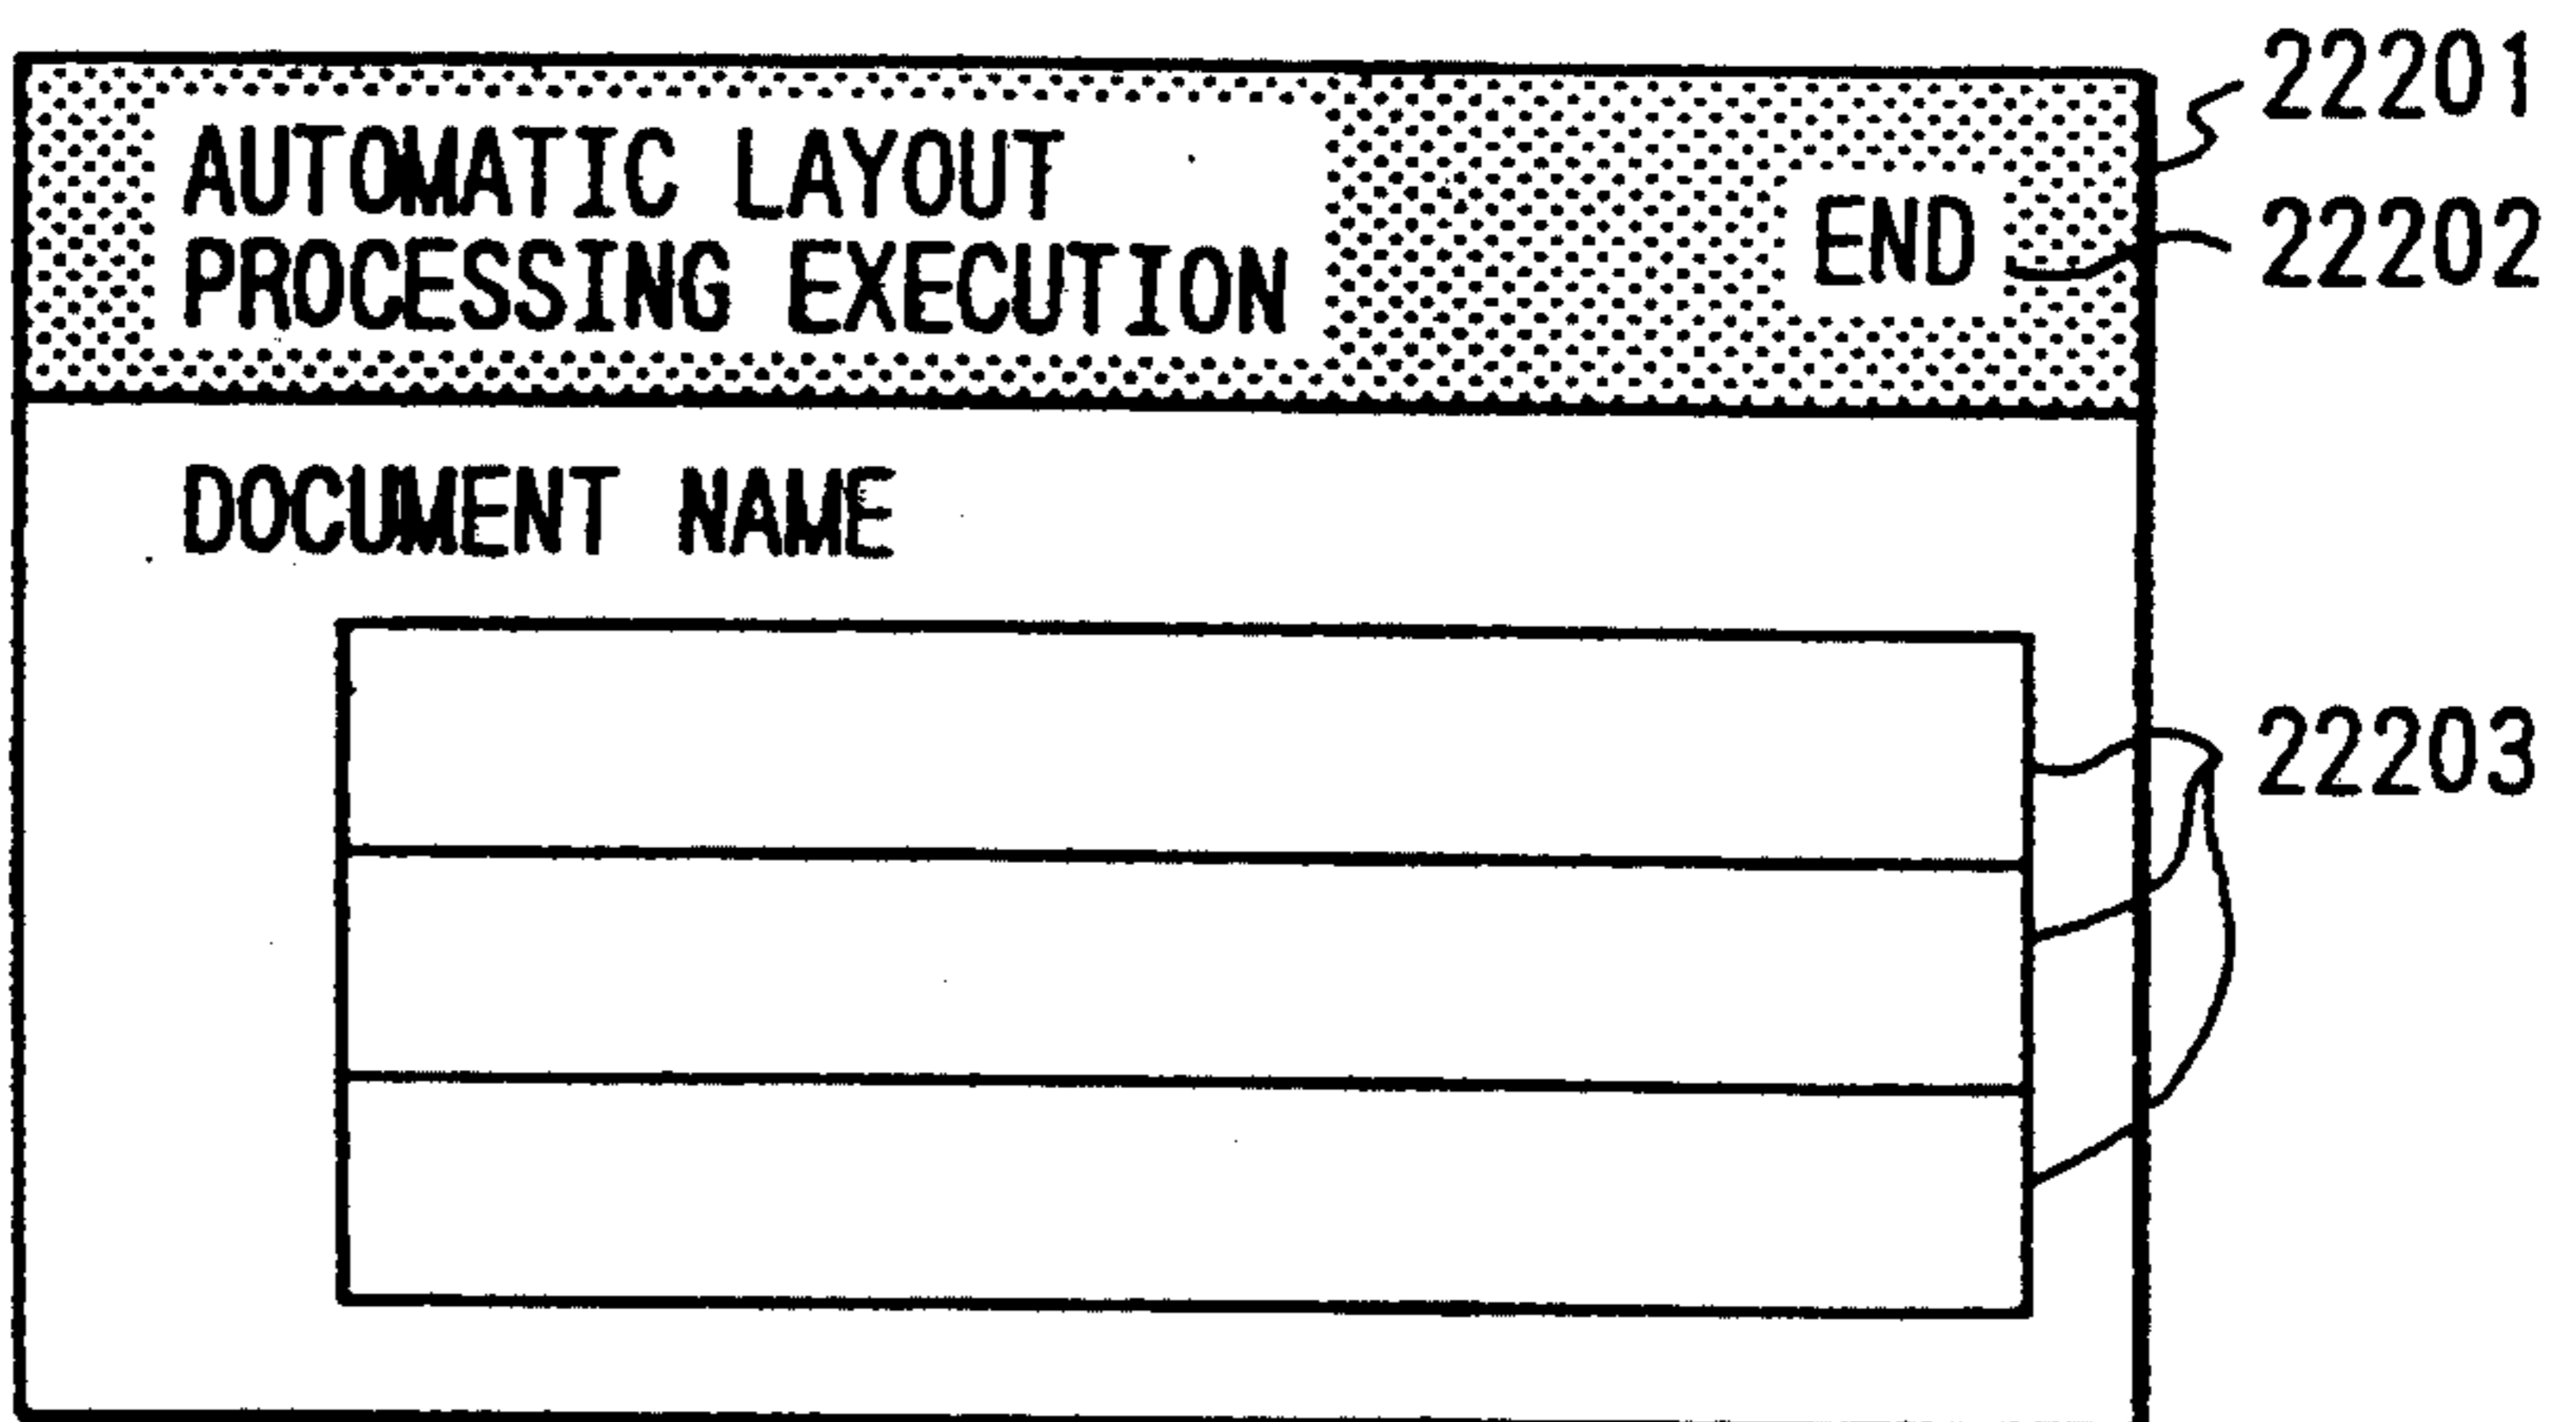 AUTOMATIC LAYOUT
PROCESSING EXECUTION
END
22201
22202
DOCUMENT NAME
22203